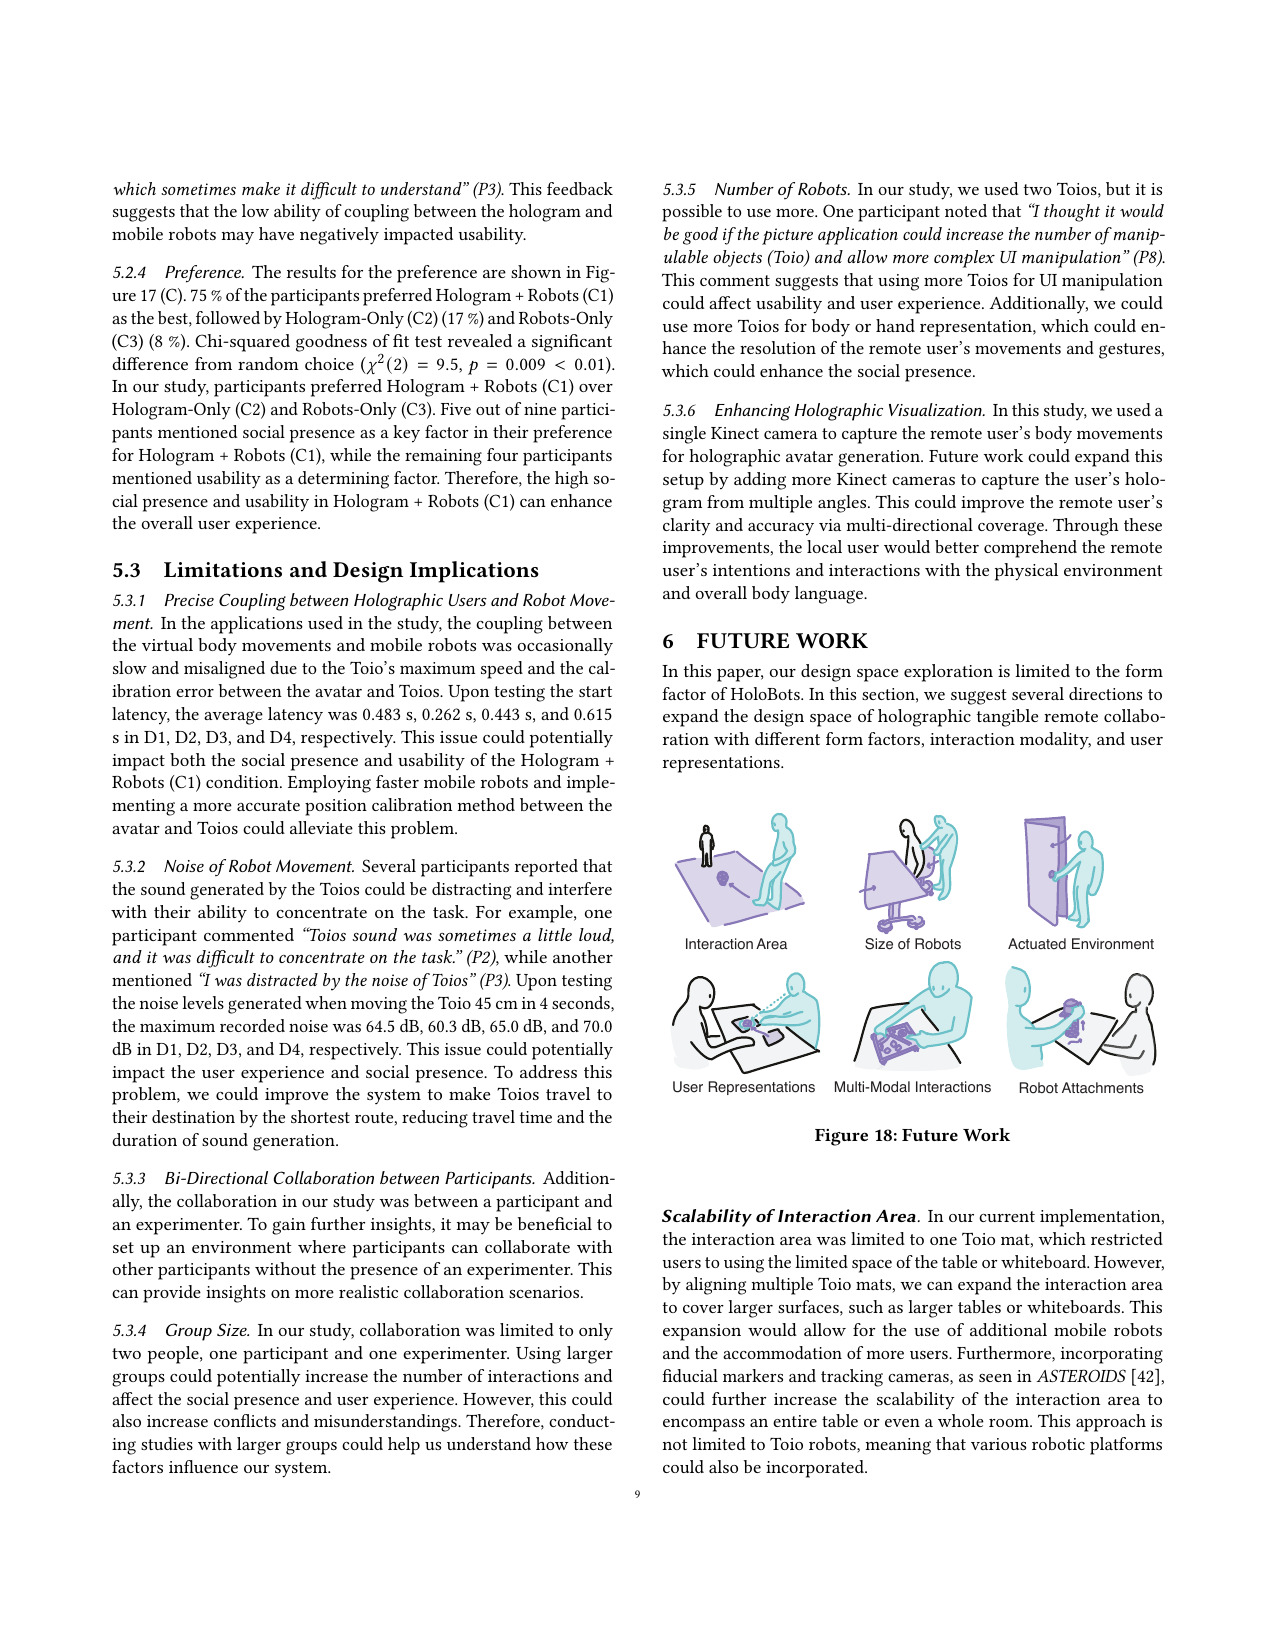 which sometimes make it difficult to understand” (P3). This feedback
suggests that the low ability of coupling between the hologram and
mobile robots may have negatively impacted usability.
5.2.4 Preference. The results for the preference are shown in Fig-
ure 17 (C). 75 % of the participants preferred Hologram + Robots (C1)
as the best, followed by Hologram-Only (C2) (17 %) and Robots-Only
(C3) (8 %). Chi-squared goodness of fit test revealed a significant
difference from random choice (χ²(2) = 9.5, p = 0.009 < 0.01).
In our study, participants preferred Hologram + Robots (C1) over
Hologram-Only (C2) and Robots-Only (C3). Five out of nine partici-
pants mentioned social presence as a key factor in their preference
for Hologram + Robots (C1), while the remaining four participants
mentioned usability as a determining factor. Therefore, the high so-
cial presence and usability in Hologram + Robots (C1) can enhance
the overall user experience.
5.3 Limitations and Design Implications
5.3.1 Precise Coupling between Holographic Users and Robot Move-
ment. In the applications used in the study, the coupling between
the virtual body movements and mobile robots was occasionally
slow and misaligned due to the Toio’s maximum speed and the cal-
ibration error between the avatar and Toios. Upon testing the start
latency, the average latency was 0.483 s, 0.262 s, 0.443 s, and 0.615
s in D1, D2, D3, and D4, respectively. This issue could potentially
impact both the social presence and usability of the Hologram +
Robots (C1) condition. Employing faster mobile robots and imple-
menting a more accurate position calibration method between the
avatar and Toios could alleviate this problem.
5.3.2 Noise of Robot Movement. Several participants reported that
the sound generated by the Toios could be distracting and interfere
with their ability to concentrate on the task. For example, one
participant commented “Toios sound was sometimes a little loud,
and it was difficult to concentrate on the task.” (P2), while another
mentioned “I was distracted by the noise of Toios” (P3). Upon testing
the noise levels generated when moving the Toio 45 cm in 4 seconds,
the maximum recorded noise was 64.5 dB, 60.3 dB, 65.0 dB, and 70.0
dB in D1, D2, D3, and D4, respectively. This issue could potentially
impact the user experience and social presence. To address this
problem, we could improve the system to make Toios travel to
their destination by the shortest route, reducing travel time and the
duration of sound generation.
5.3.3 Bi-Directional Collaboration between Participants. Addition-
ally, the collaboration in our study was between a participant and
an experimenter. To gain further insights, it may be beneficial to
set up an environment where participants can collaborate with
other participants without the presence of an experimenter. This
can provide insights on more realistic collaboration scenarios.
5.3.4 Group Size. In our study, collaboration was limited to only
two people, one participant and one experimenter. Using larger
groups could potentially increase the number of interactions and
affect the social presence and user experience. However, this could
also increase conflicts and misunderstandings. Therefore, conduct-
ing studies with larger groups could help us understand how these
factors influence our system.
5.3.5 Number of Robots. In our study, we used two Toios, but it is
possible to use more. One participant noted that “I thought it would
be good if the picture application could increase the number of manip-
ulable objects (Toio) and allow more complex UI manipulation” (P8).
This comment suggests that using more Toios for UI manipulation
could affect usability and user experience. Additionally, we could
use more Toios for body or hand representation, which could en-
hance the resolution of the remote user’s movements and gestures,
which could enhance the social presence.
5.3.6 Enhancing Holographic Visualization. In this study, we used a
single Kinect camera to capture the remote user’s body movements
for holographic avatar generation. Future work could expand this
setup by adding more Kinect cameras to capture the user’s holo-
gram from multiple angles. This could improve the remote user’s
clarity and accuracy via multi-directional coverage. Through these
improvements, the local user would better comprehend the remote
user’s intentions and interactions with the physical environment
and overall body language.
6 FUTURE WORK
In this paper, our design space exploration is limited to the form
factor of HoloBots. In this section, we suggest several directions to
expand the design space of holographic tangible remote collabo-
ration with different form factors, interaction modality, and user
representations.
Interaction Area Size of Robots Actuated Environment
User Representations Multi-Modal Interactions Robot Attachments
Figure 18: Future Work
Scalability of Interaction Area. In our current implementation,
the interaction area was limited to one Toio mat, which restricted
users to using the limited space of the table or whiteboard. However,
by aligning multiple Toio mats, we can expand the interaction area
to cover larger surfaces, such as larger tables or whiteboards. This
expansion would allow for the use of additional mobile robots
and the accommodation of more users. Furthermore, incorporating
fiducial markers and tracking cameras, as seen in ASTEROIDS [42],
could further increase the scalability of the interaction area to
encompass an entire table or even a whole room. This approach is
not limited to Toio robots, meaning that various robotic platforms
could also be incorporated.
9